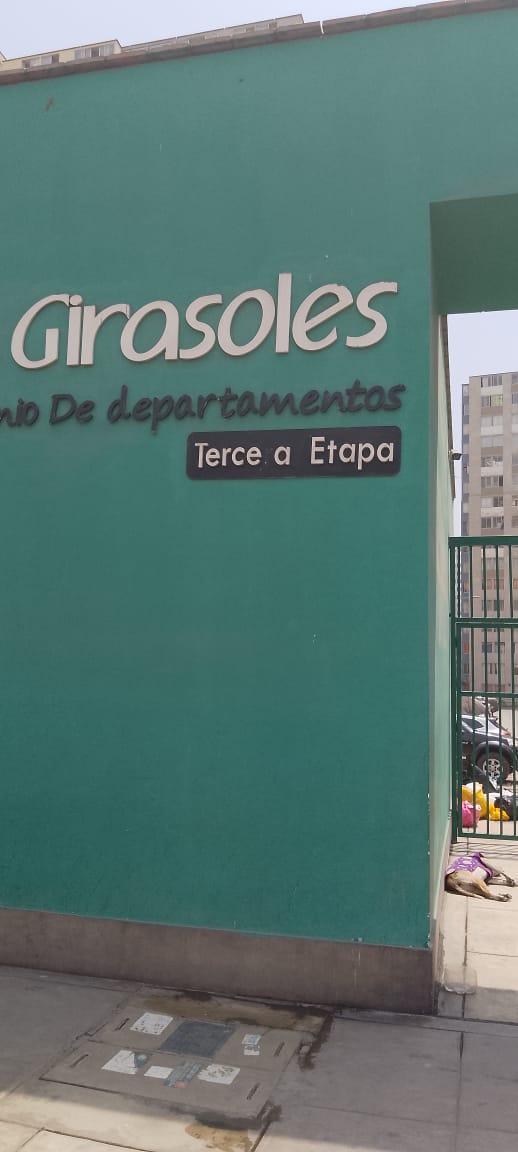 Girasoles
nio De departamentos
Terce a Etapa